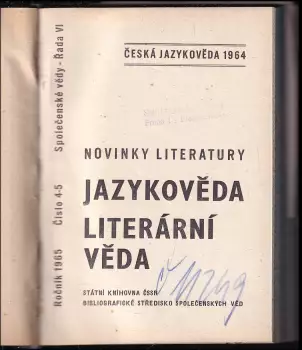 ČESKÁ JAZYKOVĚDA 1964
NOVINKY LITERATURY
JAZYKOVĚDA
LITERÁRNÍ
VĚDA
STÁTNÍ KNIHOVNA ČSSR
BIBLIOGRAFICKÉ STŘEDISKO SPOLEČENSKÝCH VĚD
Ročník 1965 Číslo 4-5 Společenské vědy - Řada VI